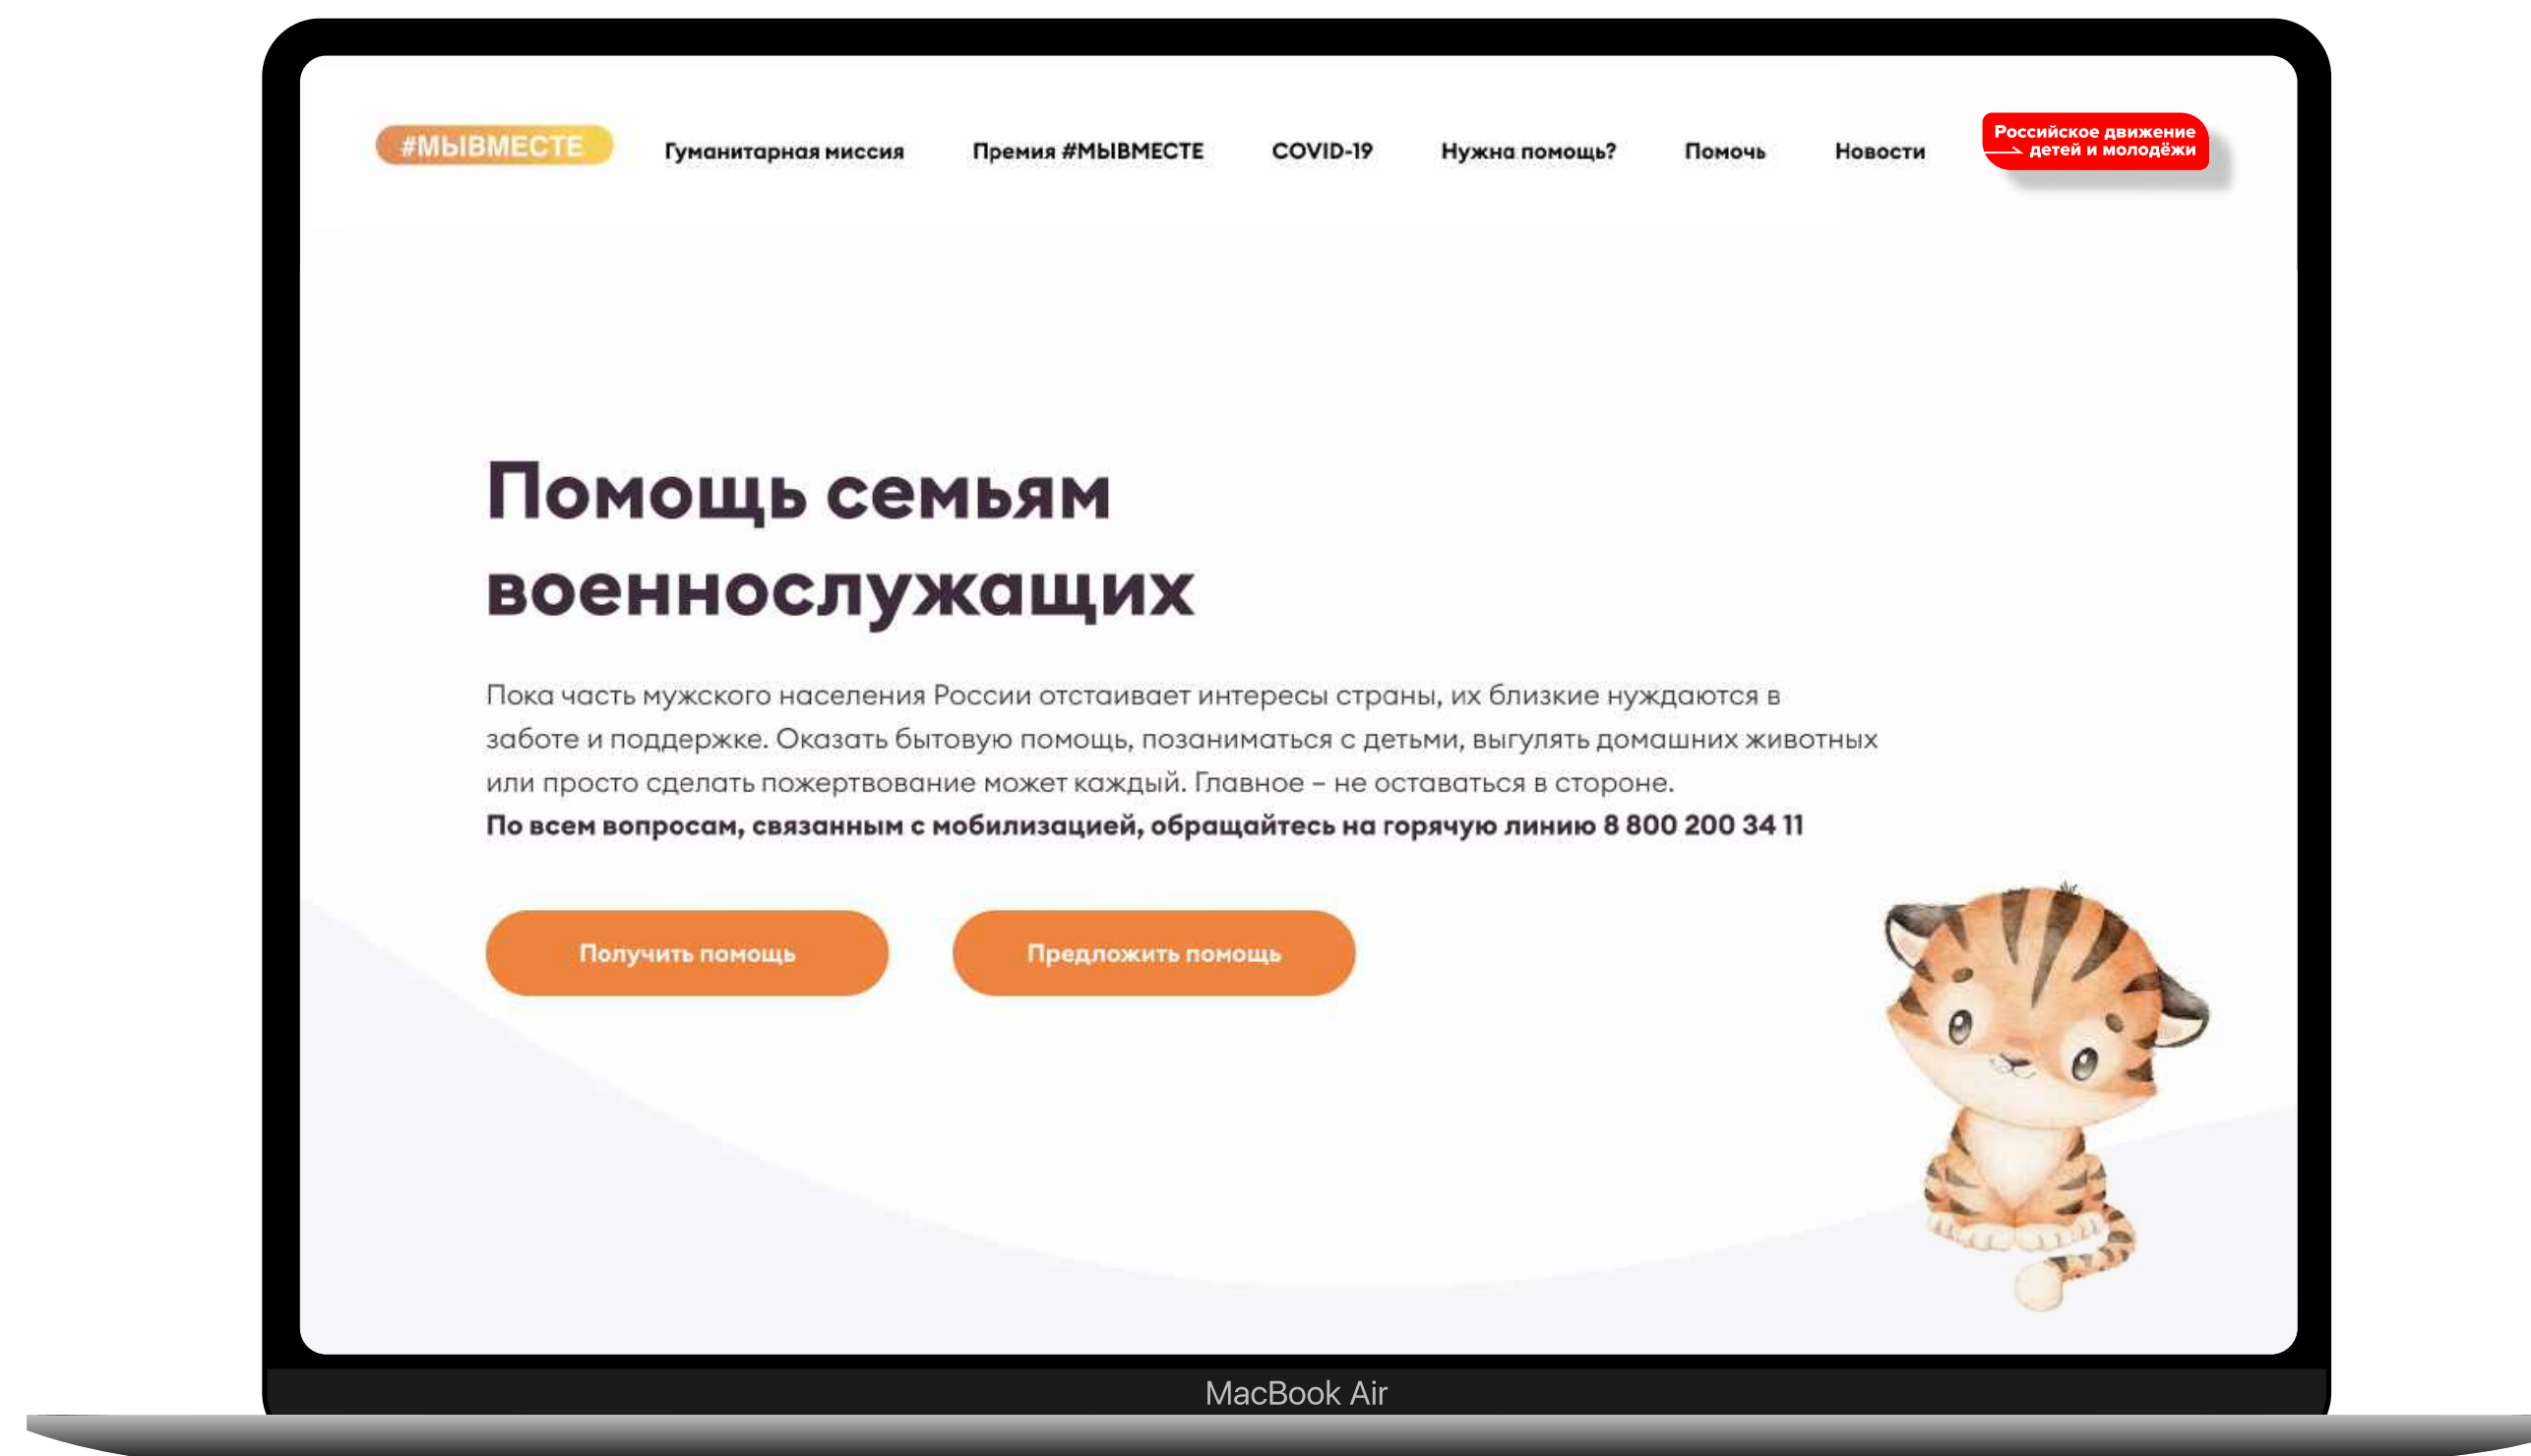 #МЫВМЕСТЕ
Гуманитарная миссия
Премия #МЫВМЕСТЕ
COVID-19
Нужна помощь?
Помочь
Новости
Российское движение
детей и молодёжи
Помощь семьям
военнослужащих
Пока часть мужского населения России отстаивает интересы страны, их близкие нуждаются в
заботе и поддержке. Оказать бытовую помощь, позаниматься с детьми, выгулять домашних животных
или просто сделать пожертвование может каждый. Главное – не оставаться в стороне.
По всем вопросам, связанным с мобилизацией, обращайтесь на горячую линию 8 800 200 34 11
Получить помощь
Предложить помощь
MacBook Air